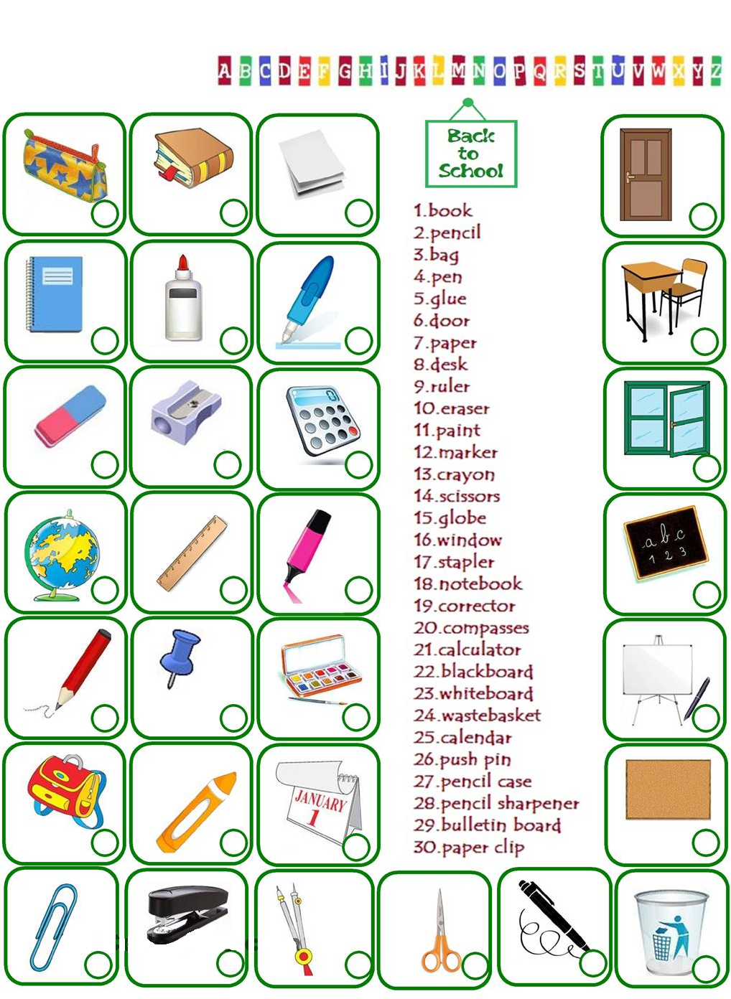 A B C D E F G H I J K L M N O P Q R S T U V W X Y Z
Back
to
School
1.book
2.pencil
3.bag
4.pen
5.glue
6.door
7.paper
8.desk
9.ruler
10.eraser
11.paint
12.marker
13.crayon
14.scissors
15.globe
16.window
17.stapler
18.notebook
19.corrector
20.compasses
21.calculator
22.blackboard
23.whiteboard
24.wastebasket
25.calendar
26.push pin
27.pencil case
28.pencil sharpener
29.bulletin board
30.paper clip
0
a b c
1 2 3
JANUARY
1